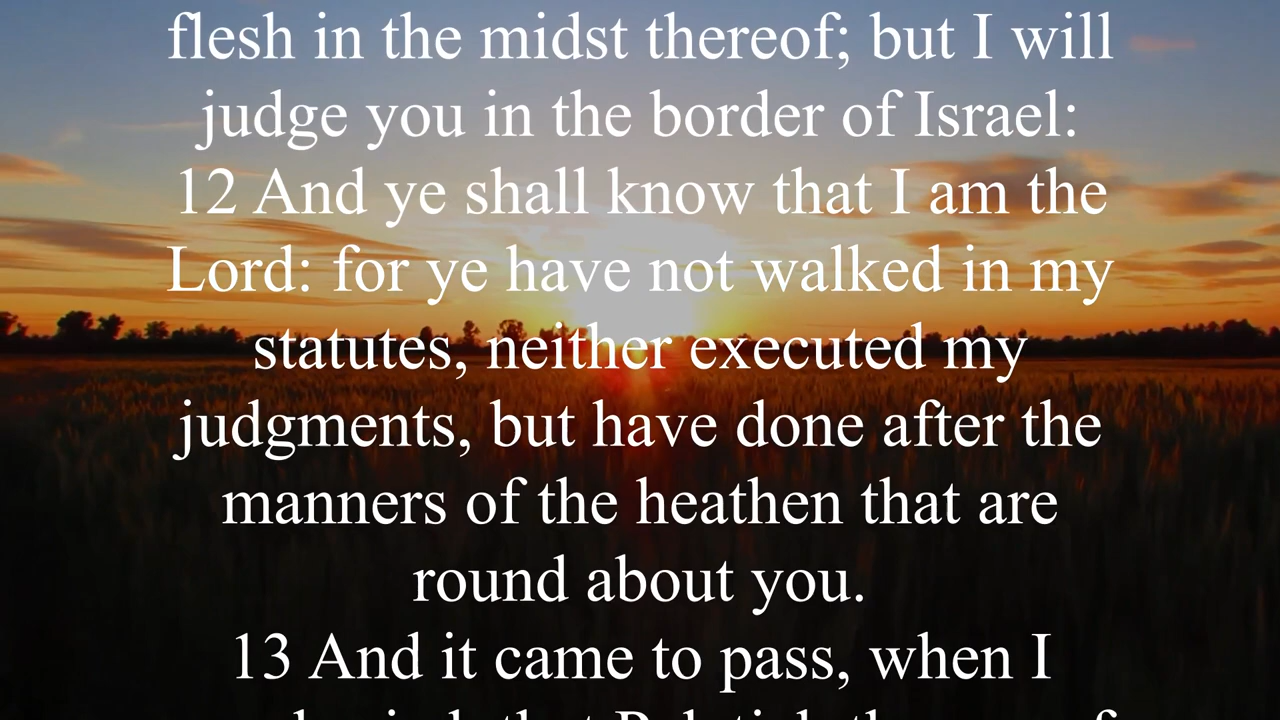 flesh in the midst thereof; but I will
judge you in the border of Israel:
12 And ye shall know that I am the
Lord: for ye have not walked in my
statutes, neither executed my
judgments, but have done after the
manners of the heathen that are
round about you.
13 And it came to pass, when I